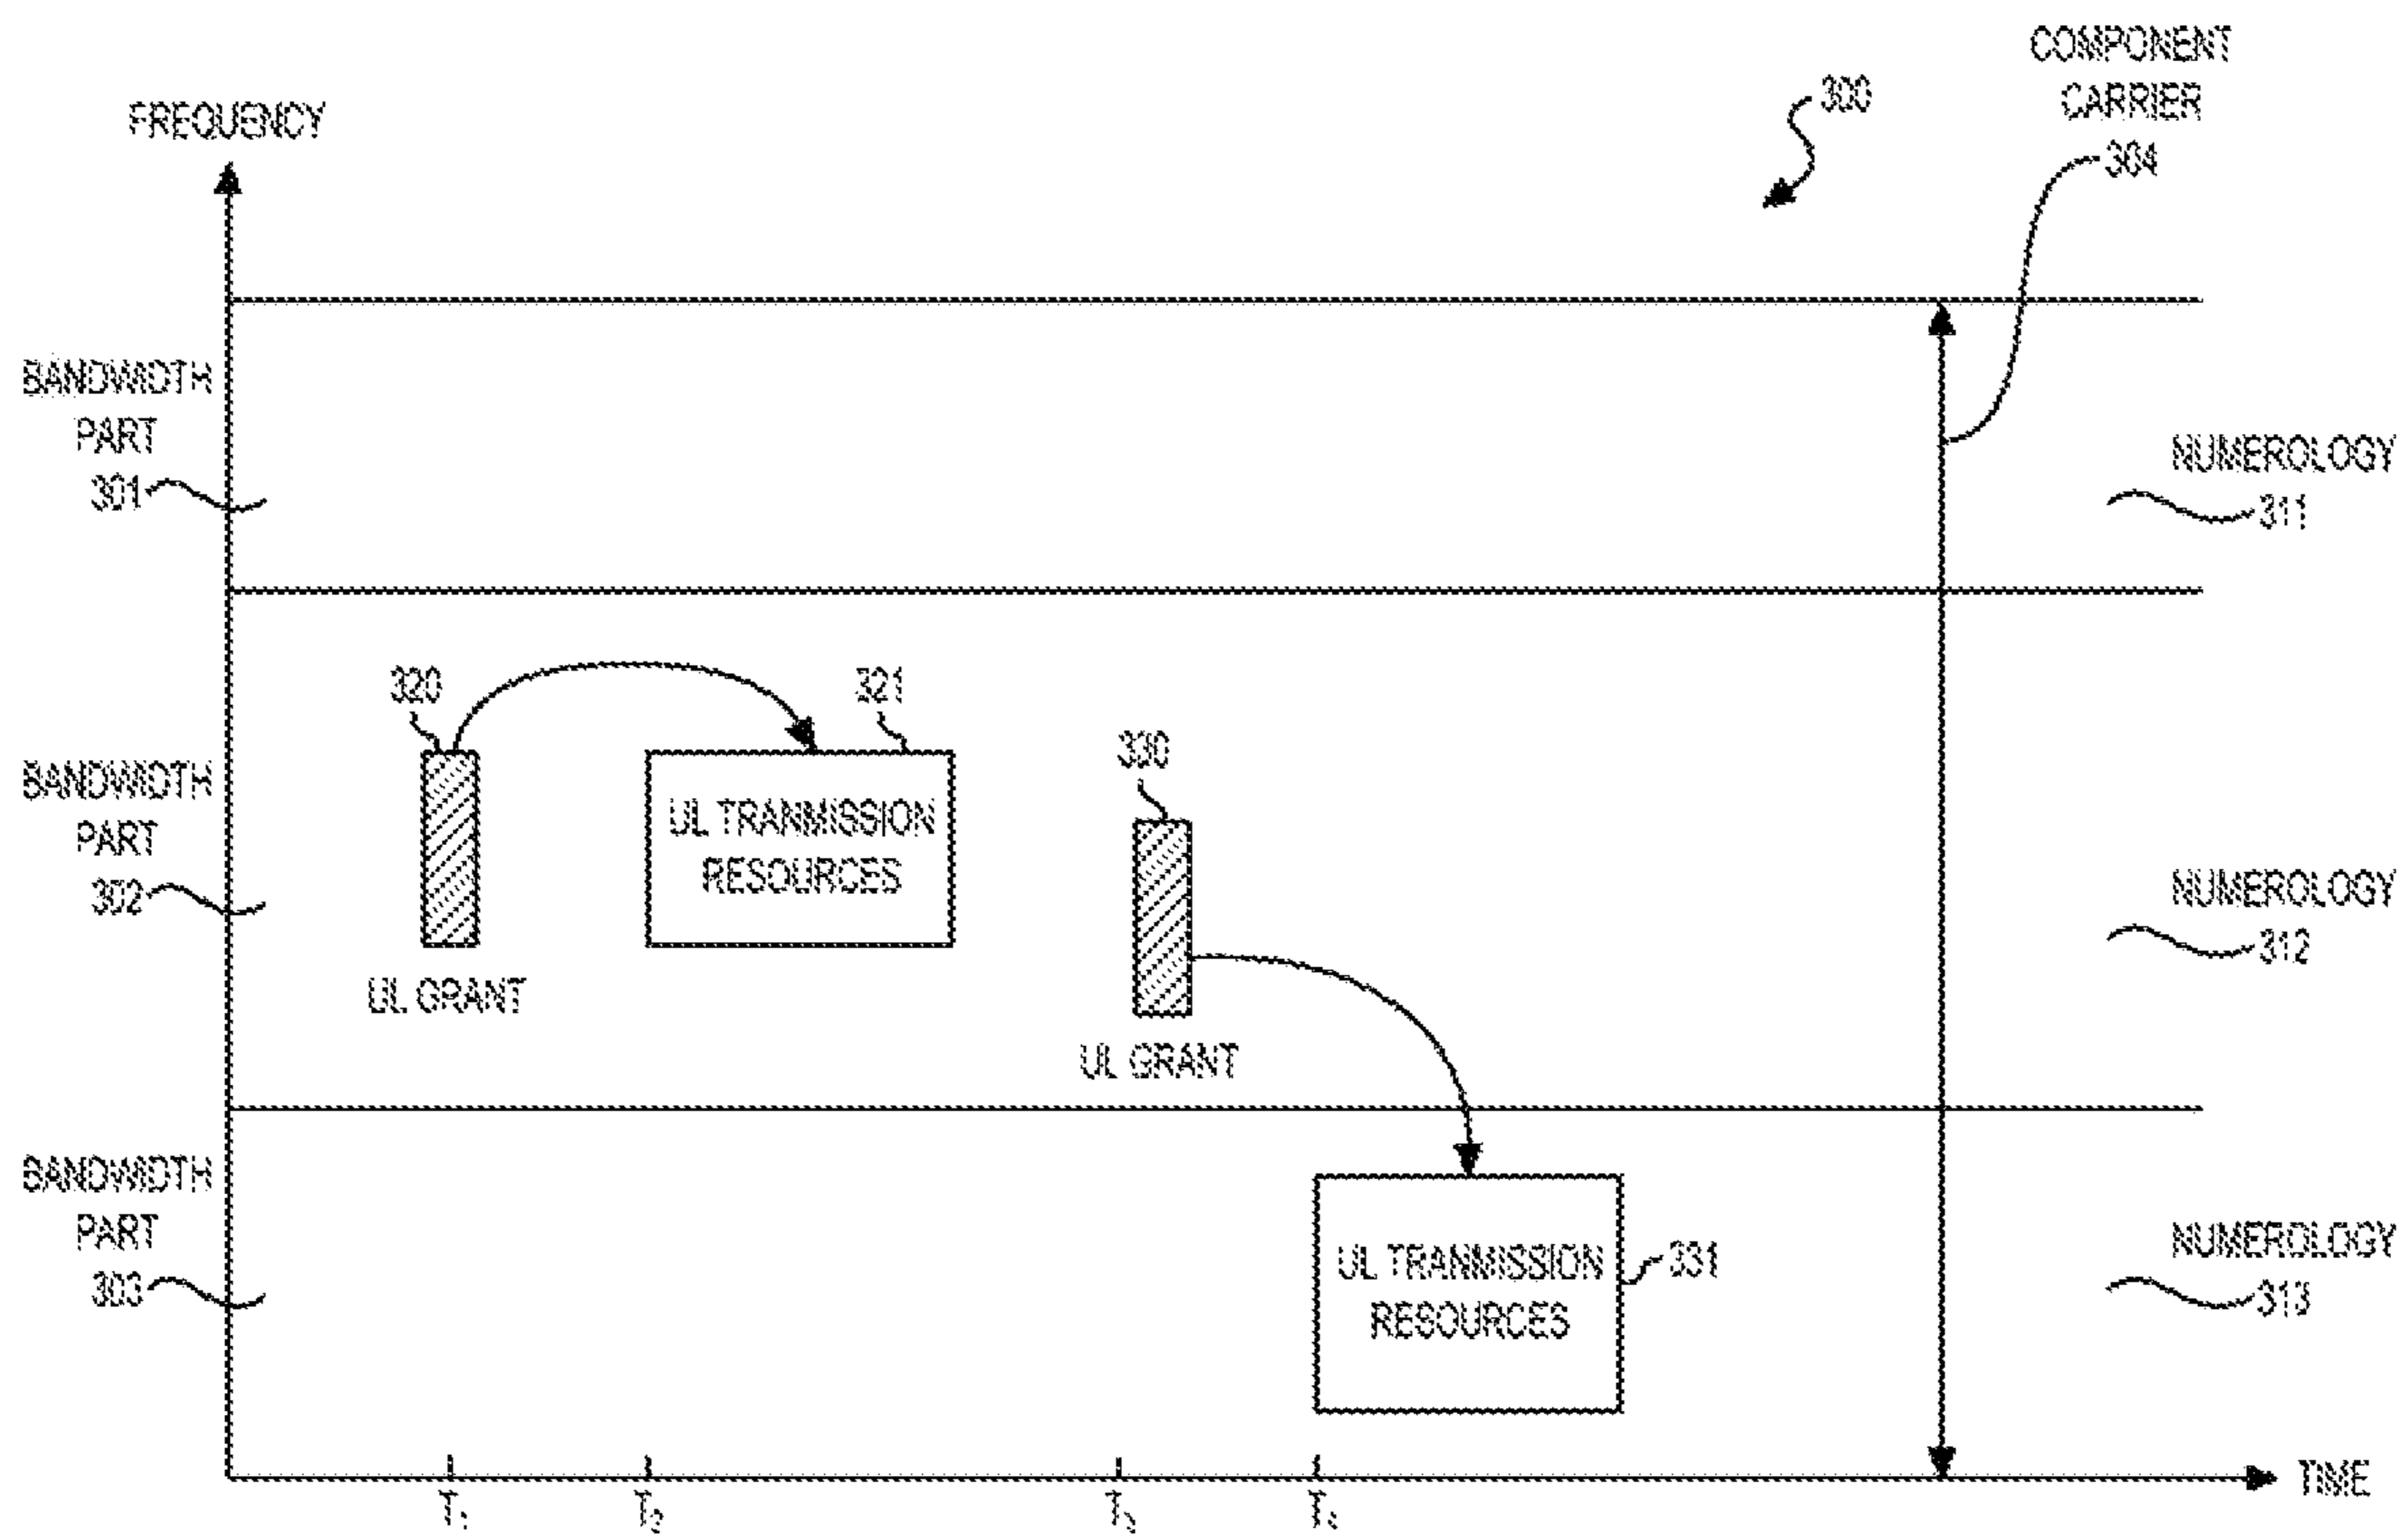 COMPONENT
CARRIER
304
300
FREQUENCY
BANDWIDTH
PART
301
NUMEROLOGY
311
320
321
330
UL TRANMISSION
RESOURCES
UL GRANT
UL GRANT
BANDWIDTH
PART
302
NUMEROLOGY
312
BANDWIDTH
PART
303
UL TRANMISSION
RESOURCES
331
NUMEROLOGY
313
T1
T2
T3
T4
TIME